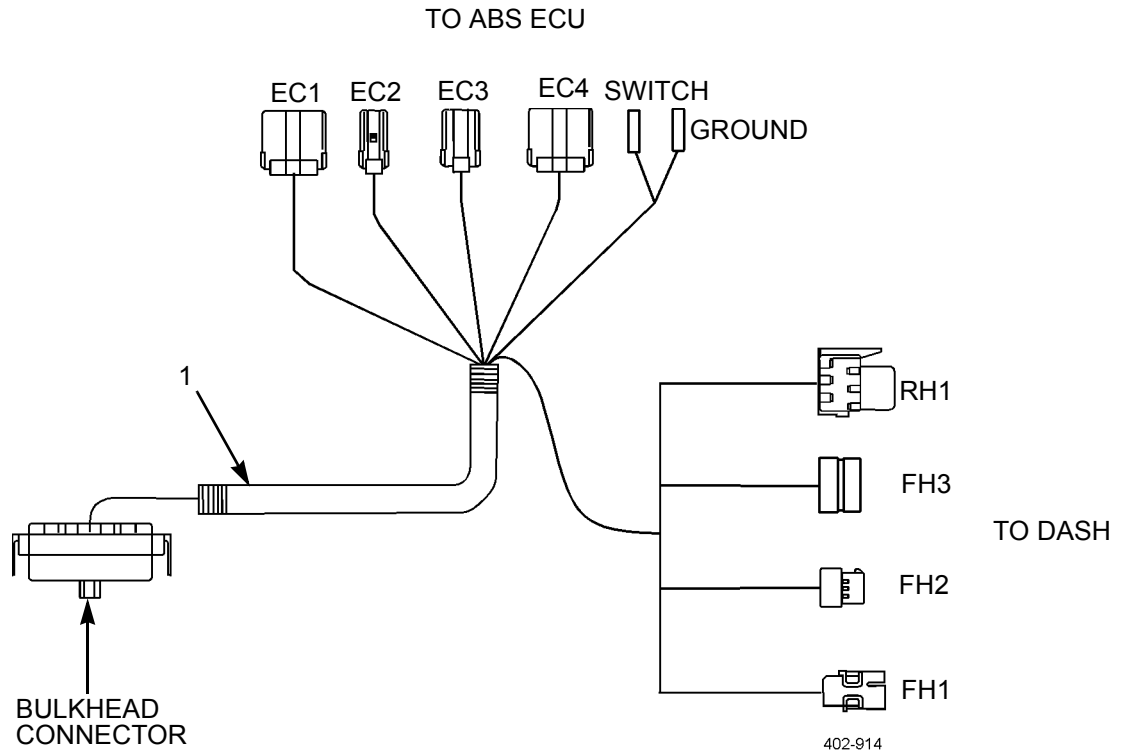 TO ABS ECU
EC1 EC2 EC3 EC4 SWITCH
GROUND
1
RH1
FH3
TO DASH
FH2
FH1
BULKHEAD
CONNECTOR
402-914